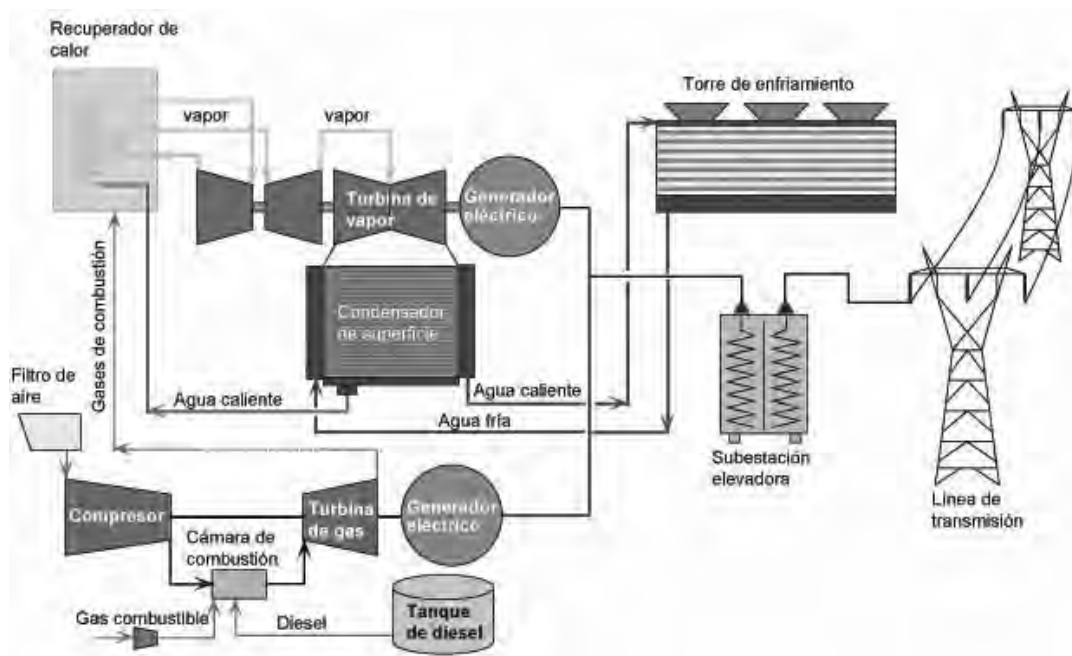 Recuperador de
calor
vapor
vapor
Torre de enfriamiento
Turbina de
vapor
Generador
eléctrico
Condensador
de superficie
Gases de combustión
Filtro de
aire
Agua caliente
Agua caliente
Agua fría
Subestación
elevadora
Línea de
transmisión
Compresor
Turbina
de gas
Generador
eléctrico
Cámara de
combustión
Gas combustible
Diesel
Tanque
de diesel